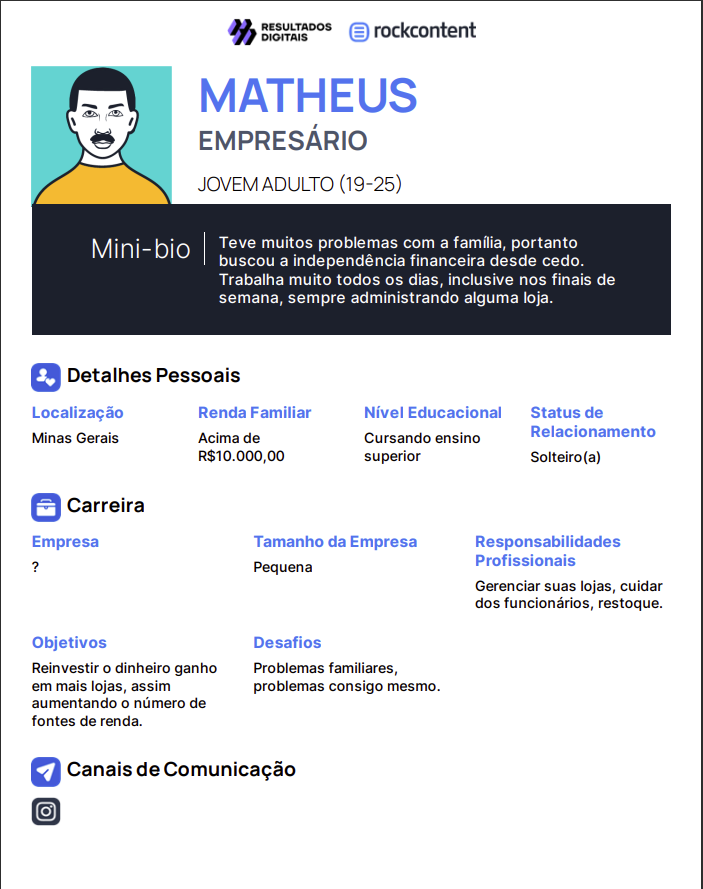 RESULTADOS
DIGITAIS
rockcontent
MATHEUS
EMPRESÁRIO
JOVEM ADULTO (19-25)
Mini-bio
Teve muitos problemas com a família, portanto
buscou a independência financeira desde cedo.
Trabalha muito todos os dias, inclusive nos finais de
semana, sempre administrando alguma loja.
Detalhes Pessoais
Localização
Minas Gerais
Renda Familiar
Acima de
R$10.000,00
Nível Educacional
Cursando ensino
superior
Status de
Relacionamento
Solteiro(a)
Carreira
Empresa
?
Tamanho da Empresa
Pequena
Responsabilidades
Profissionais
Gerenciar suas lojas, cuidar
dos funcionários, restoque.
Objetivos
Reinvestir o dinheiro ganho
em mais lojas, assim
aumentando o número de
fontes de renda.
Desafios
Problemas familiares,
problemas consigo mesmo.
Canais de Comunicação